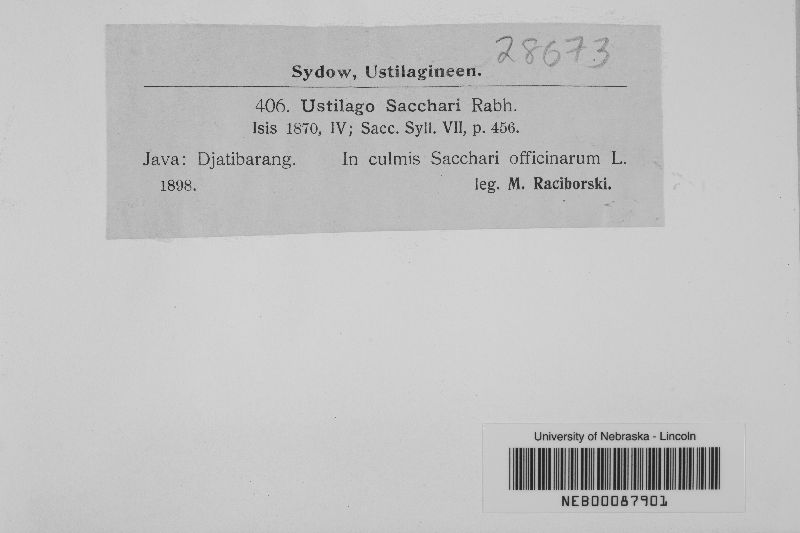 28673
Sydow, Ustilagineen.
406. Ustilago Sacchari Rabh.
Isis 1870, IV; Sacc. Syll. VII, p. 456.
Java: Djatibarang. In culmis Sacchari officinarum L.
1898. leg. M. Raciborski.
University of Nebraska - Lincoln
NEB00087901